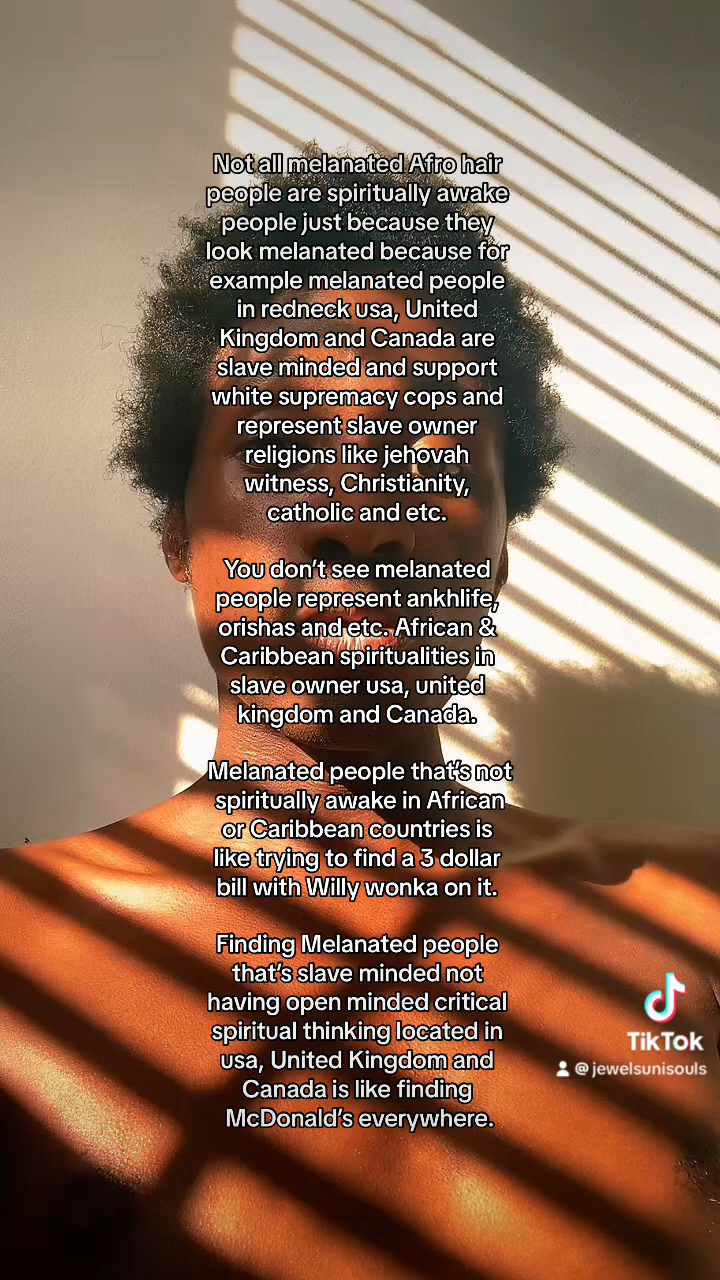 Not all melanated Afro hair
people are spiritually awake
people just because they
look melanated because for
example melanated people
in redneck usa, United
Kingdom and Canada are
slave minded and support
white supremacy cops and
represent slave owner
religions like jehovah
witness, Christianity,
catholic and etc.
You don't see melanated
people represent ankhlife,
orishas and etc. African &
Caribbean spiritualities in
slave owner usa, united
kingdom and Canada.
Melanated people that's not
spiritually awake in African
or Caribbean countries is
like trying to find a 3 dollar
bill with Willy wonka on it.
Finding Melanated people
that's slave minded not
having open minded critical
spiritual thinking located in
usa, United Kingdom and
Canada is like finding
McDonald's everywhere.
TikTok
@jewelsunisouls